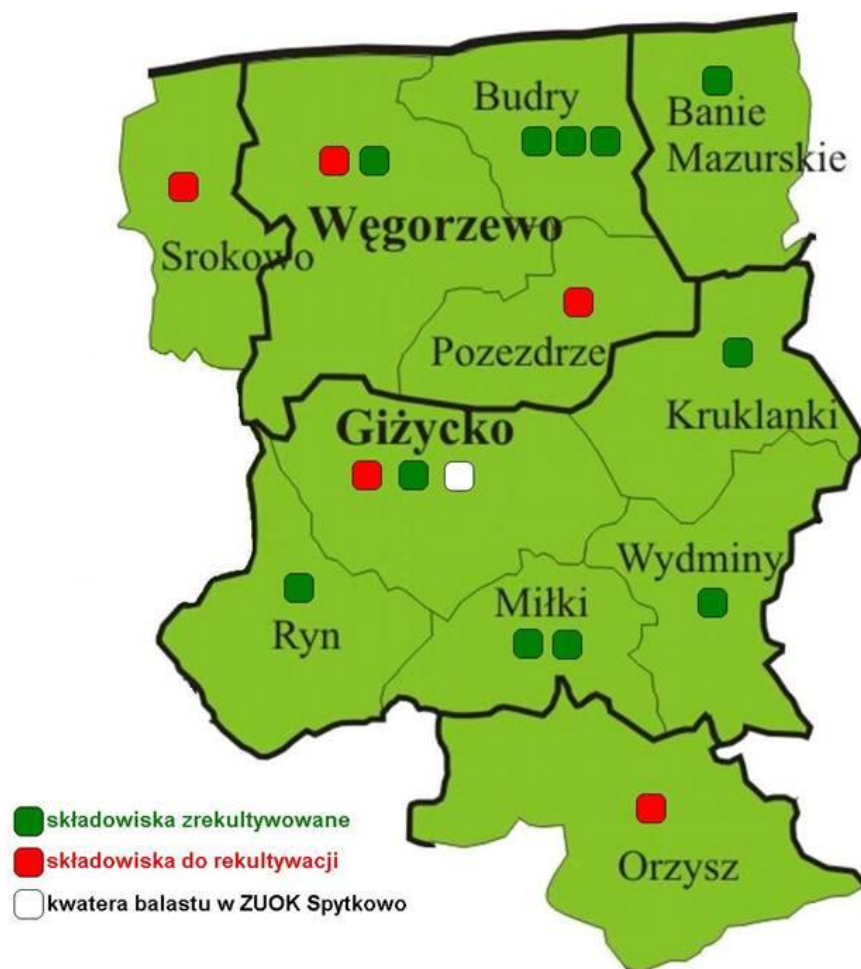 Budry
Banie
Mazurskie
Węgorzewo
Srokowo
Pozezdrze
Kruklanki
Giżycko
Wydminy
Miłki
Ryn
Orzysz
składowiska zrekultywowane
składowiska do rekultywacji
kwatera balastu w ZUOK Spytkowo